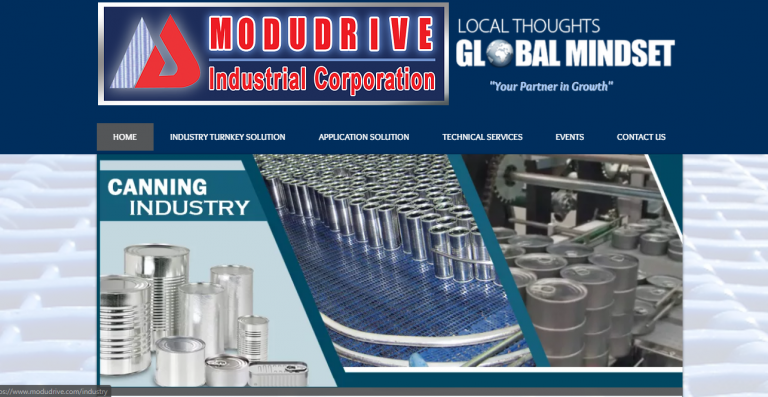 MODUDRIVE
Industrial Corporation
LOCAL THOUGHTS
GLOBAL MINDSET
"Your Partner in Growth"
HOME INDUSTRY TURNKEY SOLUTION APPLICATION SOLUTION TECHNICAL SERVICES EVENTS CONTACT US
CANNING
INDUSTRY
ps://www.modudrive.com/industry